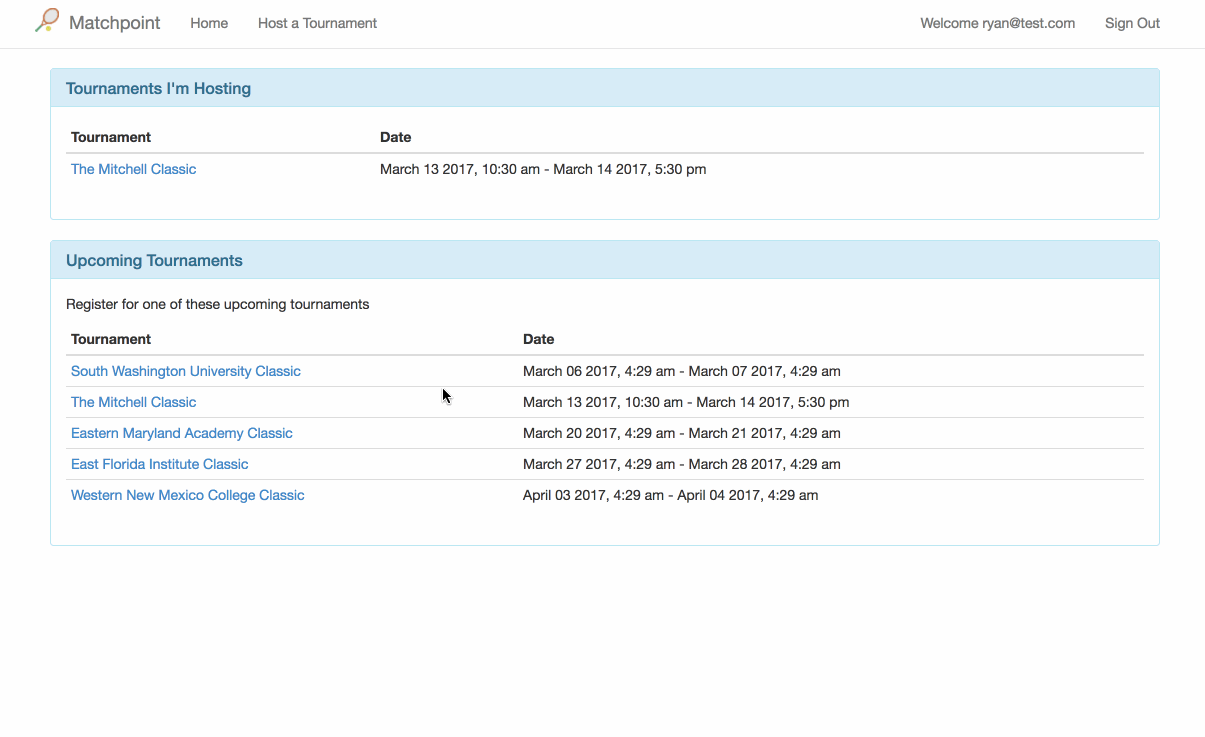 Matchpoint Home Host a Tournament Welcome ryan@test.com Sign Out
Tournaments I'm Hosting
Tournament Date
The Mitchell Classic March 13 2017, 10:30 am - March 14 2017, 5:30 pm
Upcoming Tournaments
Register for one of these upcoming tournaments
Tournament Date
South Washington University Classic March 06 2017, 4:29 am - March 07 2017, 4:29 am
The Mitchell Classic March 13 2017, 10:30 am - March 14 2017, 5:30 pm
Eastern Maryland Academy Classic March 20 2017, 4:29 am - March 21 2017, 4:29 am
East Florida Institute Classic March 27 2017, 4:29 am - March 28 2017, 4:29 am
Western New Mexico College Classic April 03 2017, 4:29 am - April 04 2017, 4:29 am